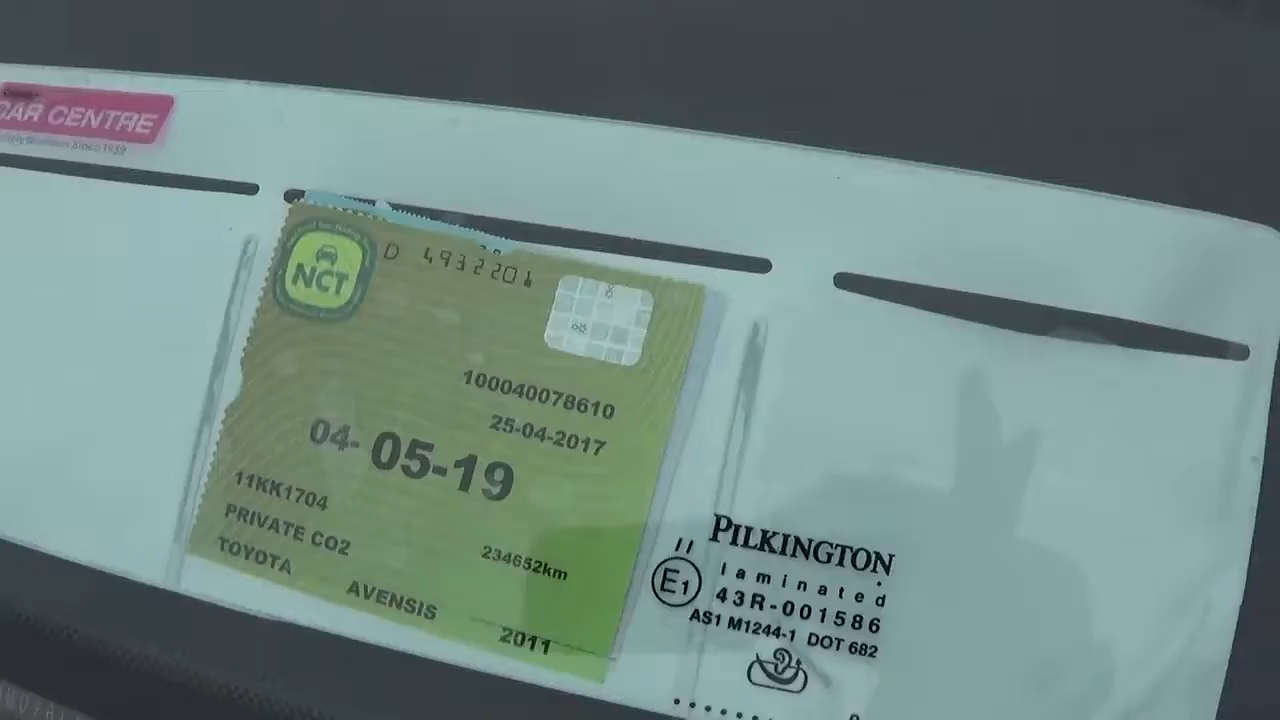 CAR CENTRE
NCT
D 4932201
100040078610
25-04-2017
04-05-19
11KK1704
PRIVATE CO2
234652km
TOYOTA
AVENSIS
2011
PILKINGTON
laminated
E1
43R-001586
AS1 M1244-1 DOT 682